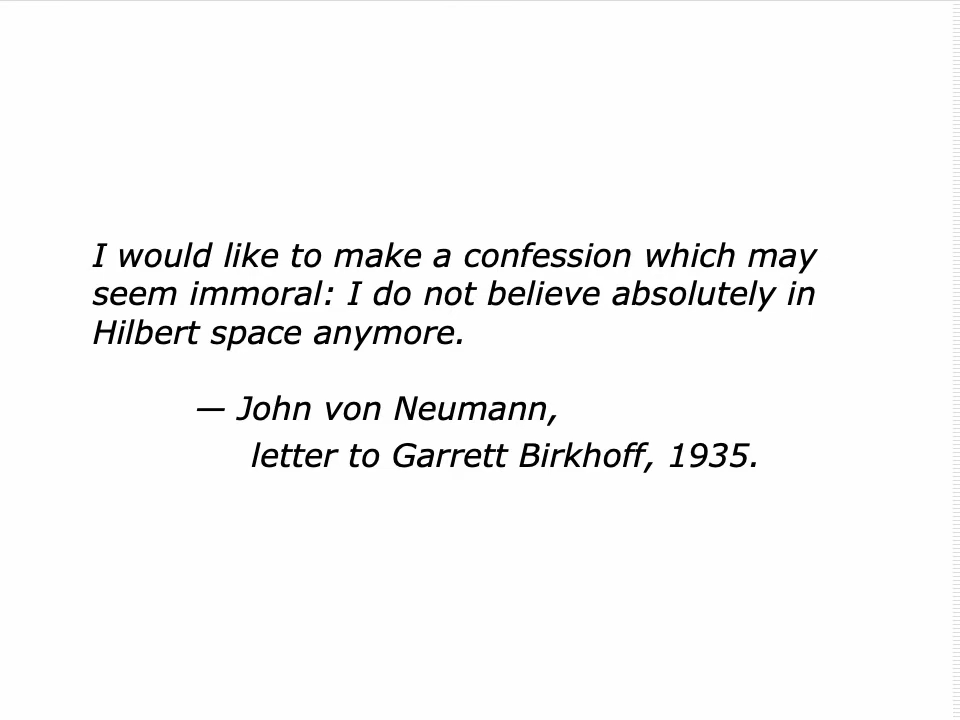 I would like to make a confession which may
seem immoral: I do not believe absolutely in
Hilbert space anymore.
— John von Neumann,
letter to Garrett Birkhoff, 1935.